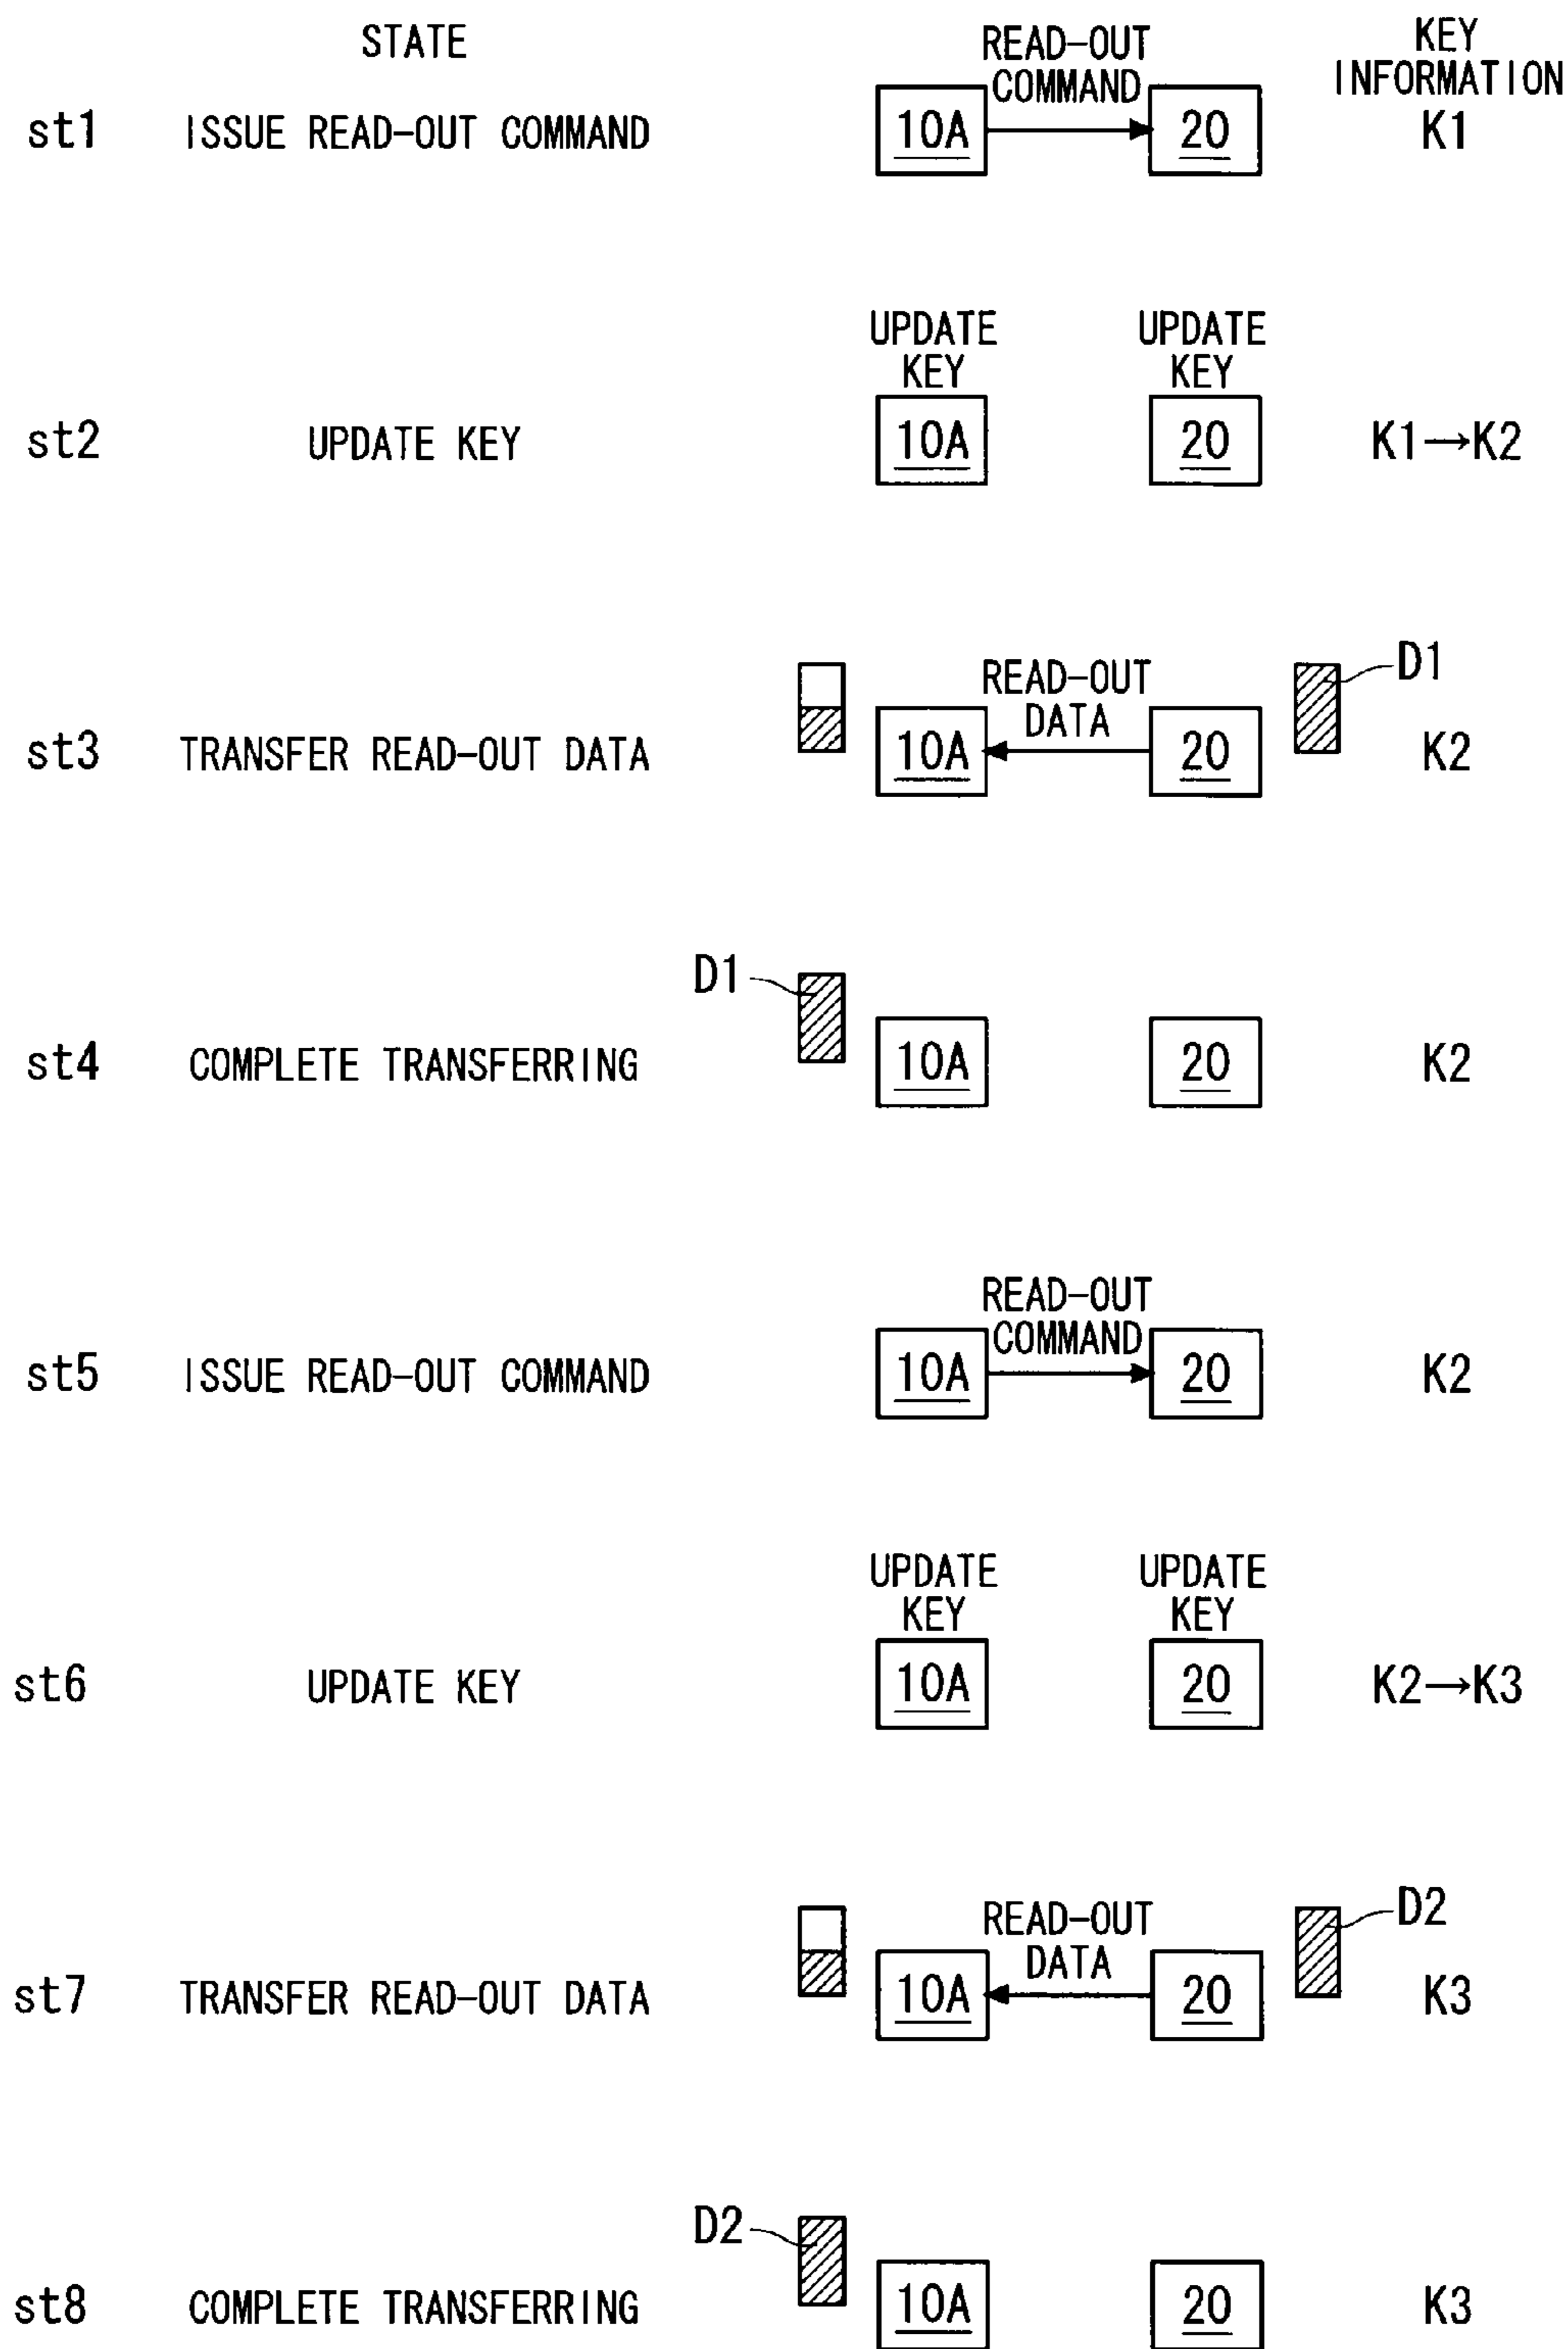 STATE
READ-OUT
COMMAND
KEY
INFORMATION
st1 ISSUE READ-OUT COMMAND 10A 20 K1
UPDATE
KEY
UPDATE
KEY
st2 UPDATE KEY 10A 20 K1→K2
READ-OUT
DATA
D1
st3 TRANSFER READ-OUT DATA 10A 20 K2
D1
st4 COMPLETE TRANSFERRING 10A 20 K2
READ-OUT
COMMAND
st5 ISSUE READ-OUT COMMAND 10A 20 K2
UPDATE
KEY
UPDATE
KEY
st6 UPDATE KEY 10A 20 K2→K3
READ-OUT
DATA
D2
st7 TRANSFER READ-OUT DATA 10A 20 K3
D2
st8 COMPLETE TRANSFERRING 10A 20 K3